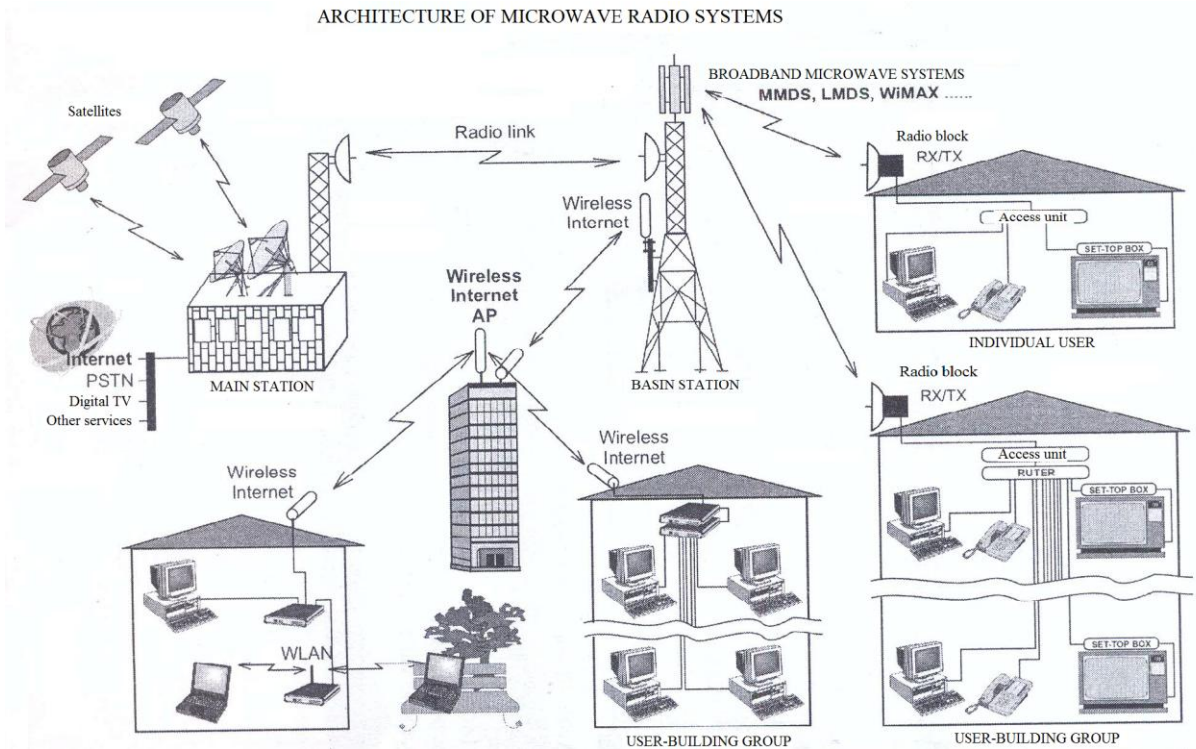 ARCHITECTURE OF MICROWAVE RADIO SYSTEMS
Satellites
Radio link
BROADBAND MICROWAVE SYSTEMS
MMDS, LMDS, WiMAX ......
Radio block
RX/TX
Access unit
SET-TOP BOX
INDIVIDUAL USER
Wireless
Internet
Wireless
Internet
AP
Internet
PSTN
Digital TV
Other services
MAIN STATION
BASIN STATION
Radio block
RX/TX
Access unit
RUTER
SET-TOP BOX
SET-TOP BOX
USER-BUILDING GROUP
Wireless
Internet
WLAN
Wireless
Internet
USER-BUILDING GROUP